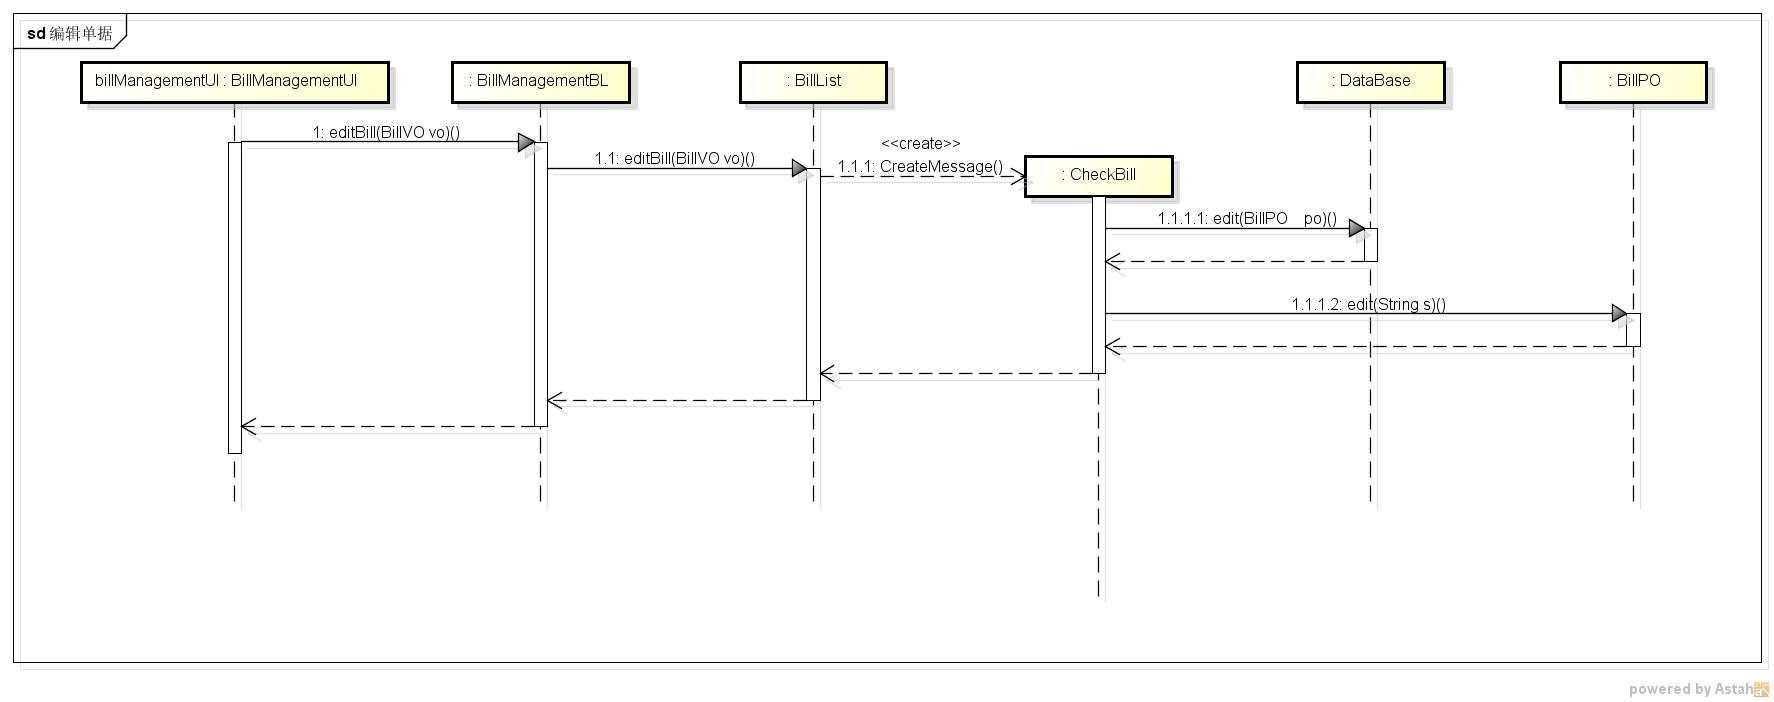 sd 编辑单据
billManagementUI : BillManagementUI
: BillManagementBL
: BillList
: DataBase
: BillPO
1: editBill(BillVO vo)()
<<create>>
1.1: editBill(BillVO vo)()
1.1.1: CreateMessage()
: CheckBill
1.1.1.1: edit(BillPO    po)()
1.1.1.2: edit(String s)()
powered by Astah